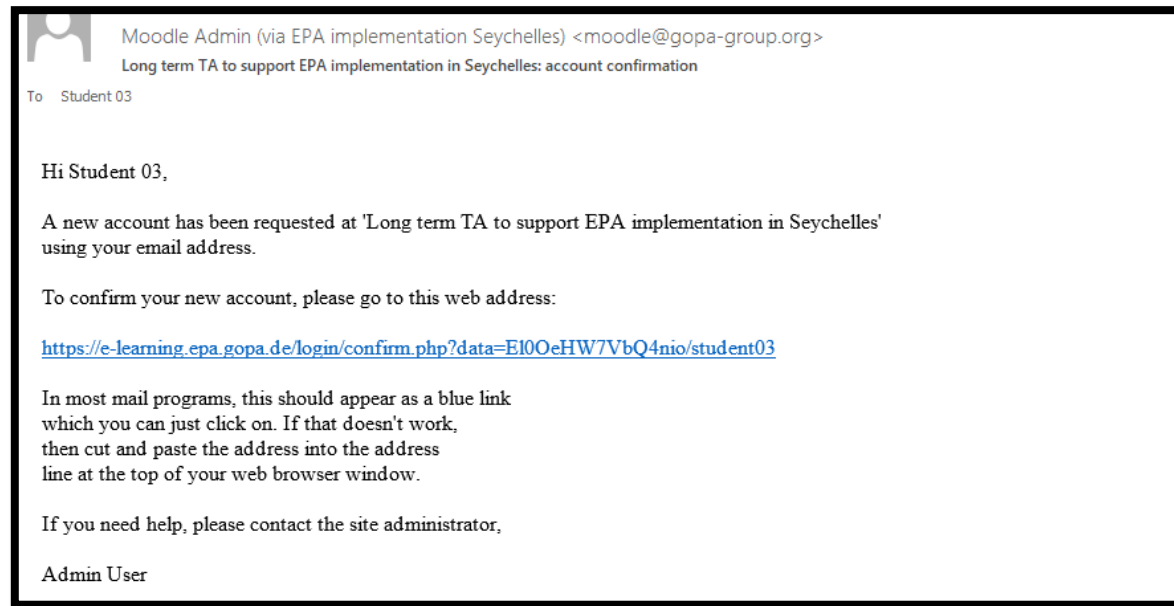 Moodle Admin (via EPA implementation Seychelles) <moodle@gopa-group.org>
Long term TA to support EPA implementation in Seychelles: account confirmation
To Student 03
Hi Student 03,
A new account has been requested at 'Long term TA to support EPA implementation in Seychelles'
using your email address.
To confirm your new account, please go to this web address:
https://e-learning.epa.gopa.de/login/confirm.php?data=El0OeHW7VbQ4nio/student03
In most mail programs, this should appear as a blue link
which you can just click on. If that doesn't work,
then cut and paste the address into the address
line at the top of your web browser window.
If you need help, please contact the site administrator,
Admin User